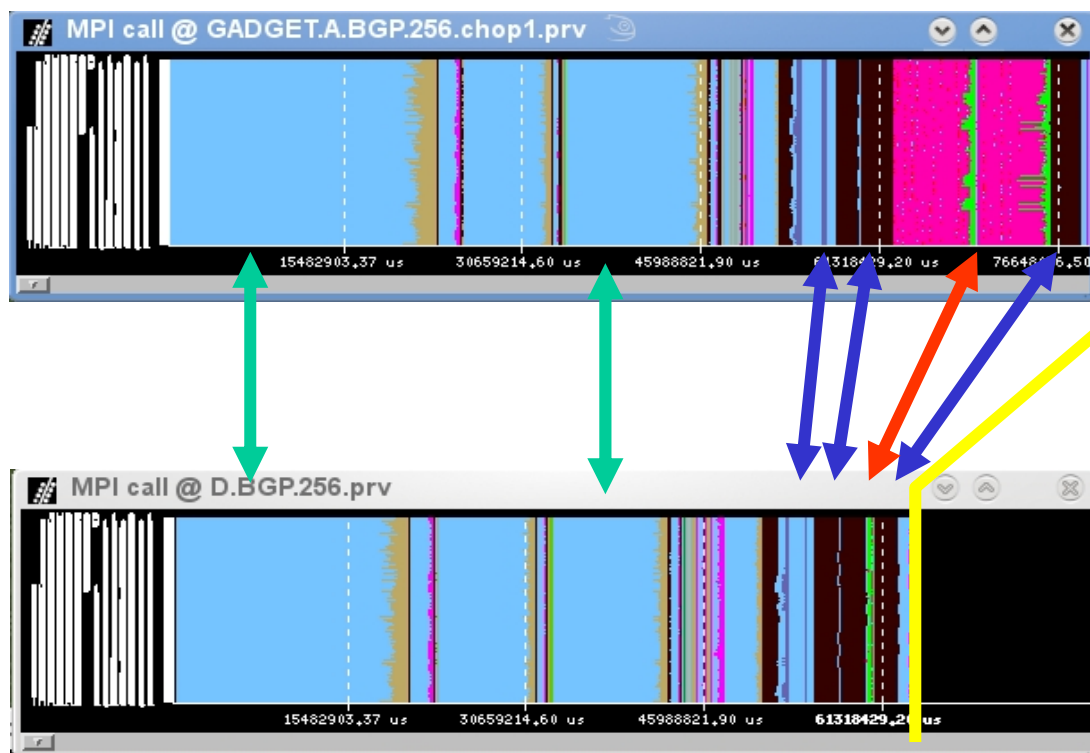 MPI call @ GADGET.A.BGP.256.chop1.prv
15482903,37 us 30659214,60 us 45988821,90 us 61318429,20 us
MPI call @ D.BGP.256.prv
15482903,37 us 30659214,60 us 45988821,90 us 61318429,20 us